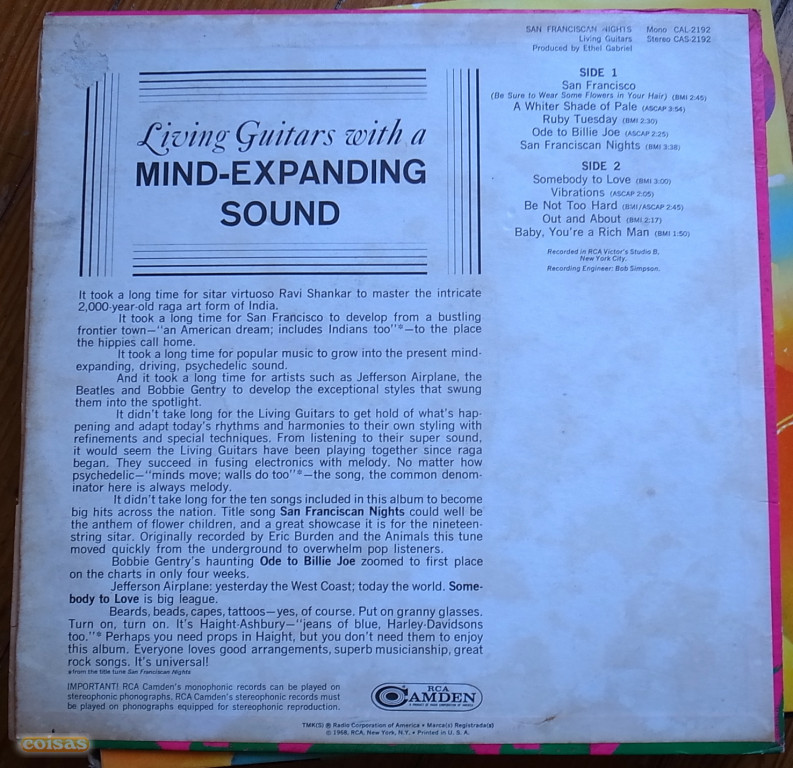 SAN FRANCISCAN NIGHTS Mono CAL-2192
Living Guitars Stereo CAS-2192
Produced by Ethel Gabriel
Living Guitars with a
MIND-EXPANDING
SOUND
SIDE 1
San Francisco
(Be Sure to Wear Some Flowers in Your Hair) (BMI 2:45)
A Whiter Shade of Pale (ASCAP 3:54)
Ruby Tuesday (BMI 2:30)
Ode to Billie Joe (ASCAP 2:25)
San Franciscan Nights (BMI 3:38)
SIDE 2
Somebody to Love (BMI 3:00)
Vibrations (ASCAP 2:05)
Be Not Too Hard (BMI/ASCAP 2:45)
Out and About (BMI 2:17)
Baby, You're a Rich Man (BMI 1:50)
Recorded in RCA Victor's Studio B,
New York City.
Recording Engineer: Bob Simpson.
It took a long time for sitar virtuoso Ravi Shankar to master the intricate
2,000-year-old raga art form of India.
It took a long time for San Francisco to develop from a bustling
frontier town—"an American dream; includes Indians too"*—to the place
the hippies call home.
It took a long time for popular music to grow into the present mind-
expanding, driving, psychedelic sound.
And it took a long time for artists such as Jefferson Airplane, the
Beatles and Bobbie Gentry to develop the exceptional styles that swung
them into the spotlight.
It didn't take long for the Living Guitars to get hold of what's hap-
pening and adapt today's rhythms and harmonies to their own styling with
refinements and special techniques. From listening to their super sound,
it would seem the Living Guitars have been playing together since raga
began. They succeed in fusing electronics with melody. No matter how
psychedelic—"minds move; walls do too"*—the song, the common denom-
inator here is always melody.
It didn't take long for the ten songs included in this album to become
big hits across the nation. Title song San Franciscan Nights could well be
the anthem of flower children, and a great showcase it is for the nineteen-
string sitar. Originally recorded by Eric Burden and the Animals this tune
moved quickly from the underground to overwhelm pop listeners.
Bobbie Gentry's haunting Ode to Billie Joe zoomed to first place
on the charts in only four weeks.
Jefferson Airplane: yesterday the West Coast; today the world. Some-
body to Love is big league.
Beards, beads, capes, tattoos—yes, of course. Put on granny glasses.
Turn on, turn on. It's Haight-Ashbury—"jeans of blue, Harley-Davidsons
too."* Perhaps you need props in Haight, but you don't need them to enjoy
this album. Everyone loves good arrangements, superb musicianship, great
rock songs. It's universal!
*from the title tune San Franciscan Nights
IMPORTANT! RCA Camden's monophonic records can be played on
stereophonic phonographs. RCA Camden's stereophonic records must
be played on phonographs equipped for stereophonic reproduction.
RCA
CAMDEN
TMK(S) ® Radio Corporation of America • Marca(s) Registrada(s)
© 1968, RCA, New York, N.Y. • Printed in U. S. A.
coisas